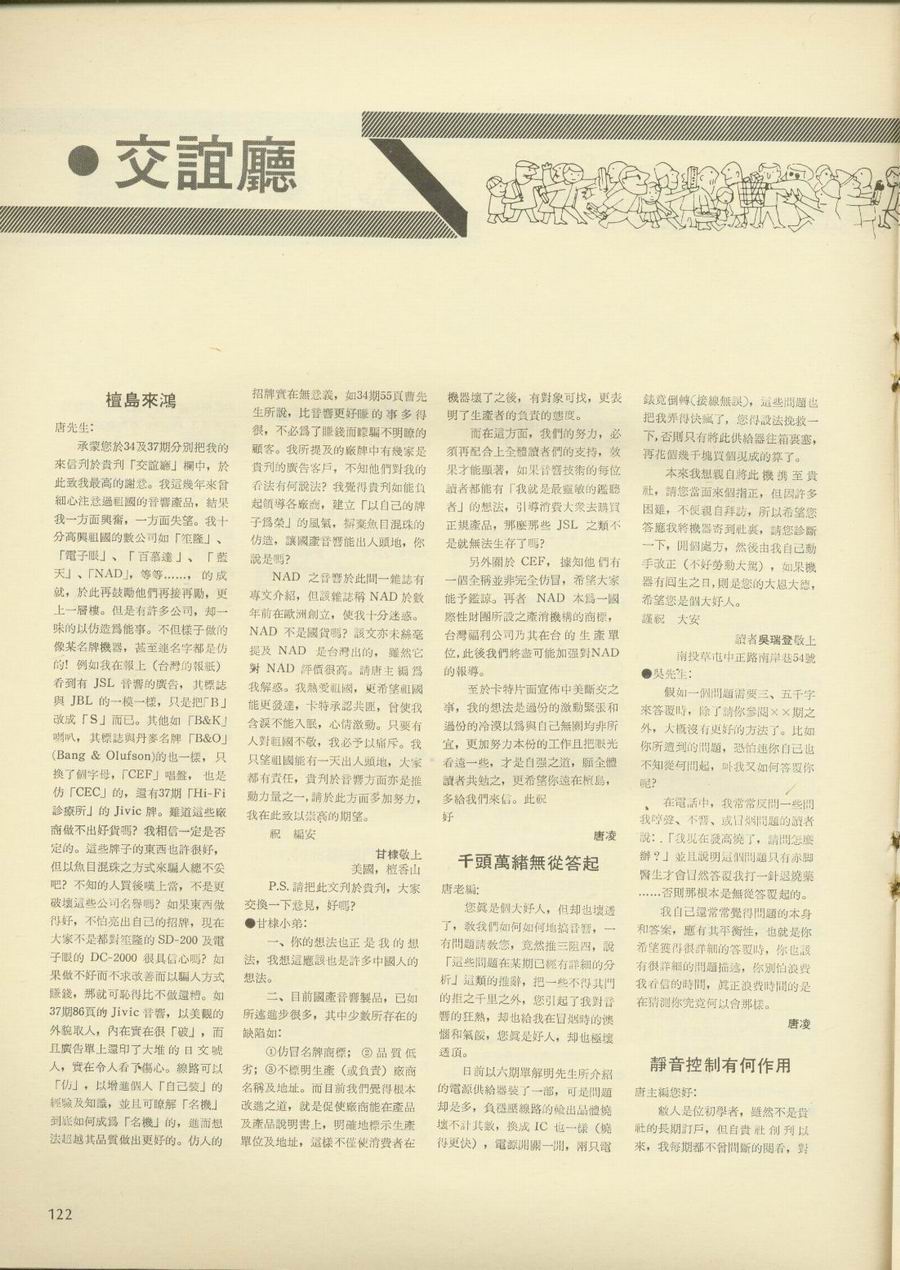 ●交誼廳
檀島來鴻
唐先生:
承蒙您於34及37期分別把我的
來信刋於貴刋「交誼廳」欄中,於
此致我最高的謝意。我這幾年來曾
細心注意過祖國的音響產品,結果
我一方面興奮,一方面失望。我十
分高興祖國的數公司如「笙隆」、
「電子眼」、「百慕達」、「藍
天」、「NAD」,等等……,的成
就,於此再鼓勵他們再接再勵,更
上一層樓。但是有許多公司,却一
味的以仿造爲能事。不但樣子做的
像某名牌機器,甚至連名字都是仿
的!例如我在報上(台灣的報紙)
看到有 JSL 音響的廣告,其標誌
與 JBL 的一模一樣,只是把「B」
改成「S」而已。其他如「B&K」
喇叭,其標誌與丹麥名牌「B&O」
(Bang & Olufson)的也一樣,只
換了個字母,「CEF」唱盤,也是
仿「CEC」的,還有37期「Hi-Fi
診療所」的 Jivic 牌。難道這些廠
商做不出好貨嗎?我相信一定是否
定的。這些牌子的東西也許很好,
但以魚目混珠之方式來騙人總不妥
吧?不知的人買後嘆上當,不是更
破壞這些公司名譽嗎?如果東西做
得好,不怕亮出自己的招牌,現在
大家不是都對笙隆的 SD-200 及電
子眼的 DC-2000 很具信心嗎?如
果做不好而不求改善而以騙人方式
賺錢,那就可恥得比不做還糟。如
37期86頁的 Jivic 音響,以美觀的
外貌取人,內在實在很「破」,而
且廣告單上還印了大堆的日文號
人,實在令人看了傷心。線路可以
「仿」,以增進個人「自己裝」的
經驗及知識,並且可瞭解「名機」
到底如何成爲「名機」的,進而想
法超越其品質做出更好的。仿人的
招牌實在無意義,如34期55頁曹先
生所說,比音響更好賺的事多得
很,不必爲了賺錢而矇騙不明瞭的
顧客。我所提及的廠牌中有幾家是
貴刋的廣告客戶,不知他們對我的
看法有何說法?我覺得貴刋如能負
起領導各廠商,建立「以自己的牌
子爲榮」的風氣,摒棄魚目混珠的
仿造,讓國產音響能出人頭地,你
說是嗎?
NAD 之音響於此間一雜誌有
專文介紹,但該雜誌稱 NAD 於數
年前在歐洲創立,使我十分迷惑。
NAD 不是國貨嗎?該文亦未絲毫
提及 NAD 是台灣出的,雖然它
對 NAD 評價很高。請唐主編爲
我解惑。我熱愛祖國,更希望祖國
能更發達,卡特承認共匪,曾使我
含淚不能入眠,心情激動。只要有
人對祖國不敬,我必予以痛斥。我
只望祖國能有一天出人頭地,大家
都有責任,貴刋於音響方面亦是推
動力量之一,請於此方面多加努力,
我在此致以崇高的期望。
祝 編安
甘棣敬上
美國,檀香山
P.S. 請把此文刋於貴刋,大家
交換一下意見,好嗎?
●甘棣小弟:
一、你的想法也正是我的想
法,我想這應該也是許多中國人的
想法。
二、目前國產音響製品,已如
所述進步很多,其中少數所存在的
缺陷如:
①仿冒名牌商標;②品質低
劣;③不標明生產(或負責)廠商
名稱及地址。而目前我們覺得根本
改進之道,就是促使廠商能在產品
及產品說明書上,明確地標示生產
單位及地址,這樣不僅使消費者在
機器壞了之後,有對象可找,更表
明了生產者的負責的態度。
而在這方面,我們的努力,必
須再配合上全體讀者們的支持,效
果才能顯著,如果音響技術的每位
讀者都能有「我就是最靈敏的鑑聽
者」的想法,引導消費大衆去購買
正規產品,那麼那些 JSL 之類不
是就無法生存了嗎?
另外關於 CEF,據知他們有
一個全稱並非完全仿冒,希望大家
能予鑑諒。再者 NAD 本爲一國
際性財團所設之產消機構的商標,
台灣福利公司乃其在台的生產單
位,此後我們將盡可能加強對NAD
的報導。
至於卡特片面宣佈中美斷交之
事,我的想法是過份的激動緊張和
過份的冷漠以爲與自己無關均非所
宜,更加努力本份的工作且把眼光
看遠一些,才是自强之道,願全體
讀者共勉之,更希望你遠在檀島,
多給我們來信。此祝
好
唐凌
千頭萬緒無從答起
唐老編:
您眞是個大好人,但却也壞透
了,敎我們如何如何地搞音響,一
有問題請敎您,竟然推三阻四,說
「這些問題在某期已經有詳細的分
析」這類的推辭,把一些不得其門
的拒之千里之外,您引起了我對音
響的狂熱,却也給我在冒烟時的懊
惱和氣餒,您眞是好人,却也極壞
透頂。
日前以六期單解明先生所介紹
的電源供給器裝了一部,可是問題
却是多,負穩壓線路的輸出晶體燒
壞不計其數,換成 IC 也一樣(燒
得更快),電源開關一開,兩只電
錶竟倒轉(接線無誤),這些問題也
把我弄得快瘋了,您得設法挽救一
下,否則只有將此供給器往箱裏塞,
再花個幾千塊買個現成的算了。
本來我想親自將此機携至貴
社,請您當面來個指正,但因許多
困難,不便親自拜訪,所以希望您
答應我將機器寄到社裏,請您診斷
一下,開個處方,然後由我自己動
手改正(不好勞動大駕),如果機
器有囘生之日,則是您的大恩大德,
希望您是個大好人。
謹祝 大安
讀者吳瑞登敬上
南投草屯中正路南岸巷54號
●吳先生:
假如一個問題需要三、五千字
來答覆時,除了請你參閱××期之
外,大槪沒有更好的方法了。比如
你所遭到的問題,恐怕連你自己也
不知從何問起,叫我又如何答覆你
呢?
在電話中,我常常反問一些問
我哼聲、不響、或冒烟問題的讀者
說:「我現在發高燒了,請問怎麼
辦?」並且說明這個問題只有赤脚
醫生才會冒然答覆我打一針退燒藥
……否則那根本是無從答覆起的。
我自己還常常覺得問題的本身
和答案,應有其平衡性,也就是你
希望獲得很詳細的答覆時,你也該
有很詳細的問題描述,你別怕浪費
我看信的時間,眞正浪費時間的是
在猜測你究竟何以會那樣。
唐凌
靜音控制有何作用
唐主編您好:
敝人是位初學者,雖然不是貴
社的長期訂戶,但自貴社創刋以
來,我每期都不曾間斷的閱看,對
122